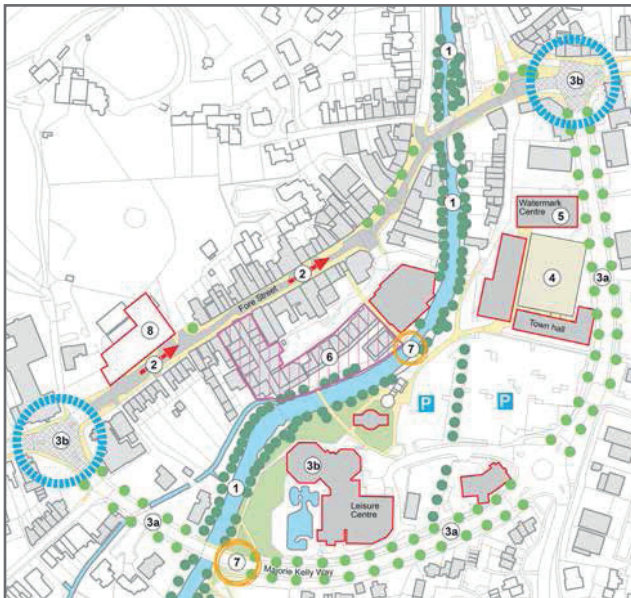 1
3b
1
Watermark
Centre
5
3a
4
2
Fore Street
8
2
Town hall
7
6
P
P
3b
3b
1
Leisure
Centre
3a
3a
7
Marjorie Kelly Way